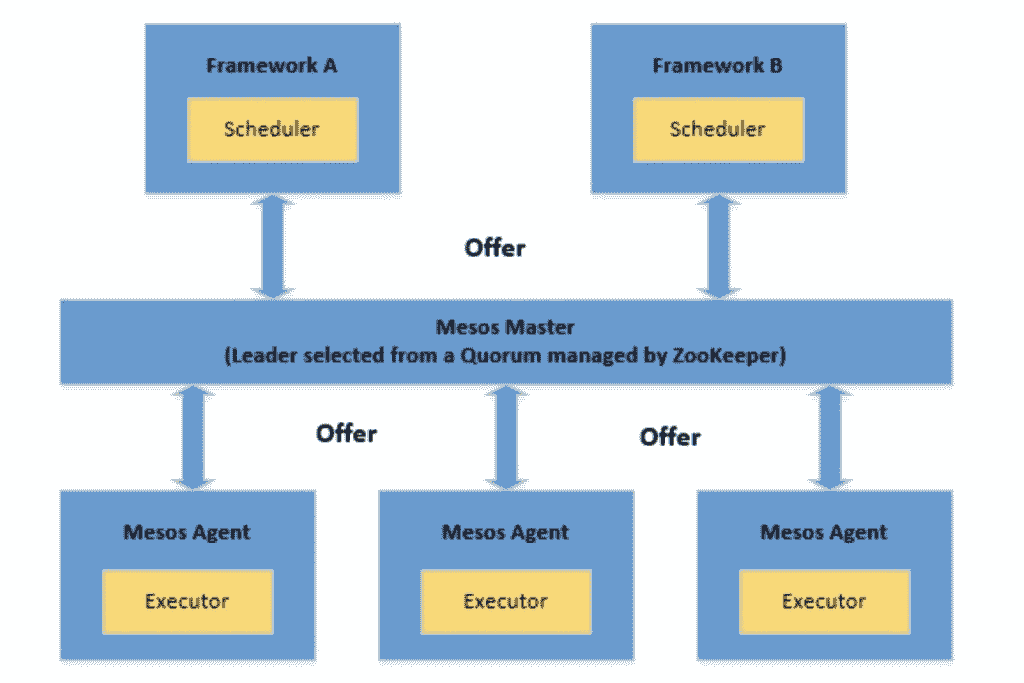 Framework A
Scheduler
Framework B
Scheduler
Offer
Mesos Master
(Leader selected from a Quorum managed by ZooKeeper)
Offer
Offer
Mesos Agent
Executor
Mesos Agent
Executor
Mesos Agent
Executor